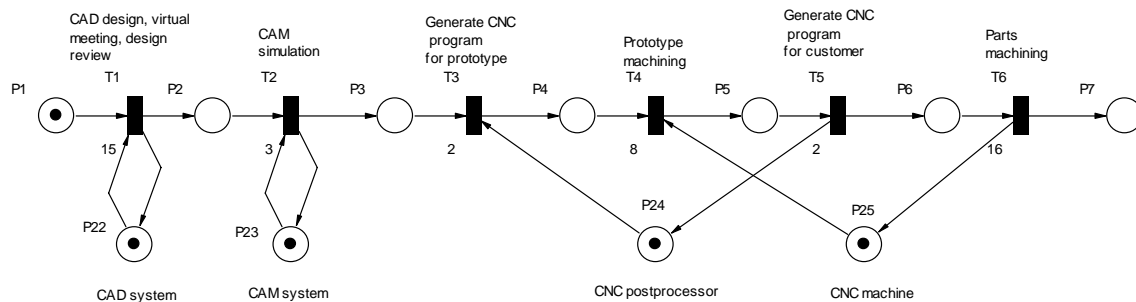 CAD design, virtual
meeting, design
review
CAM
simulation
Generate CNC
program
for prototype
Prototype
machining
Generate CNC
program
for customer
Parts
machining
P1
T1
P2
T2
P3
T3
P4
T4
P5
T5
P6
T6
P7
15
3
2
8
2
16
P22
P23
P24
P25
CAD system
CAM system
CNC postprocessor
CNC machine